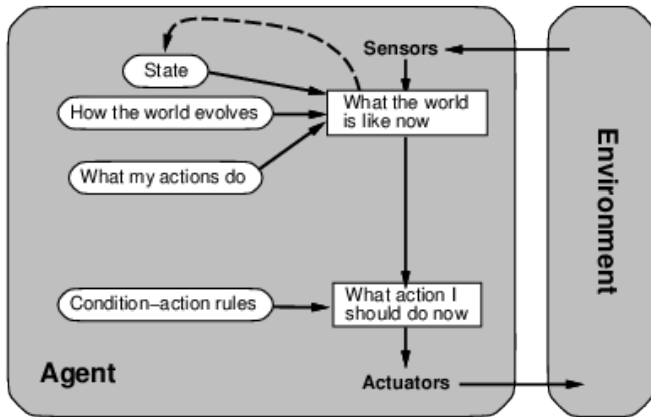 Sensors
State
What the world
is like now
How the world evolves
What my actions do
Condition–action rules
What action I
should do now
Agent
Actuators
Environment